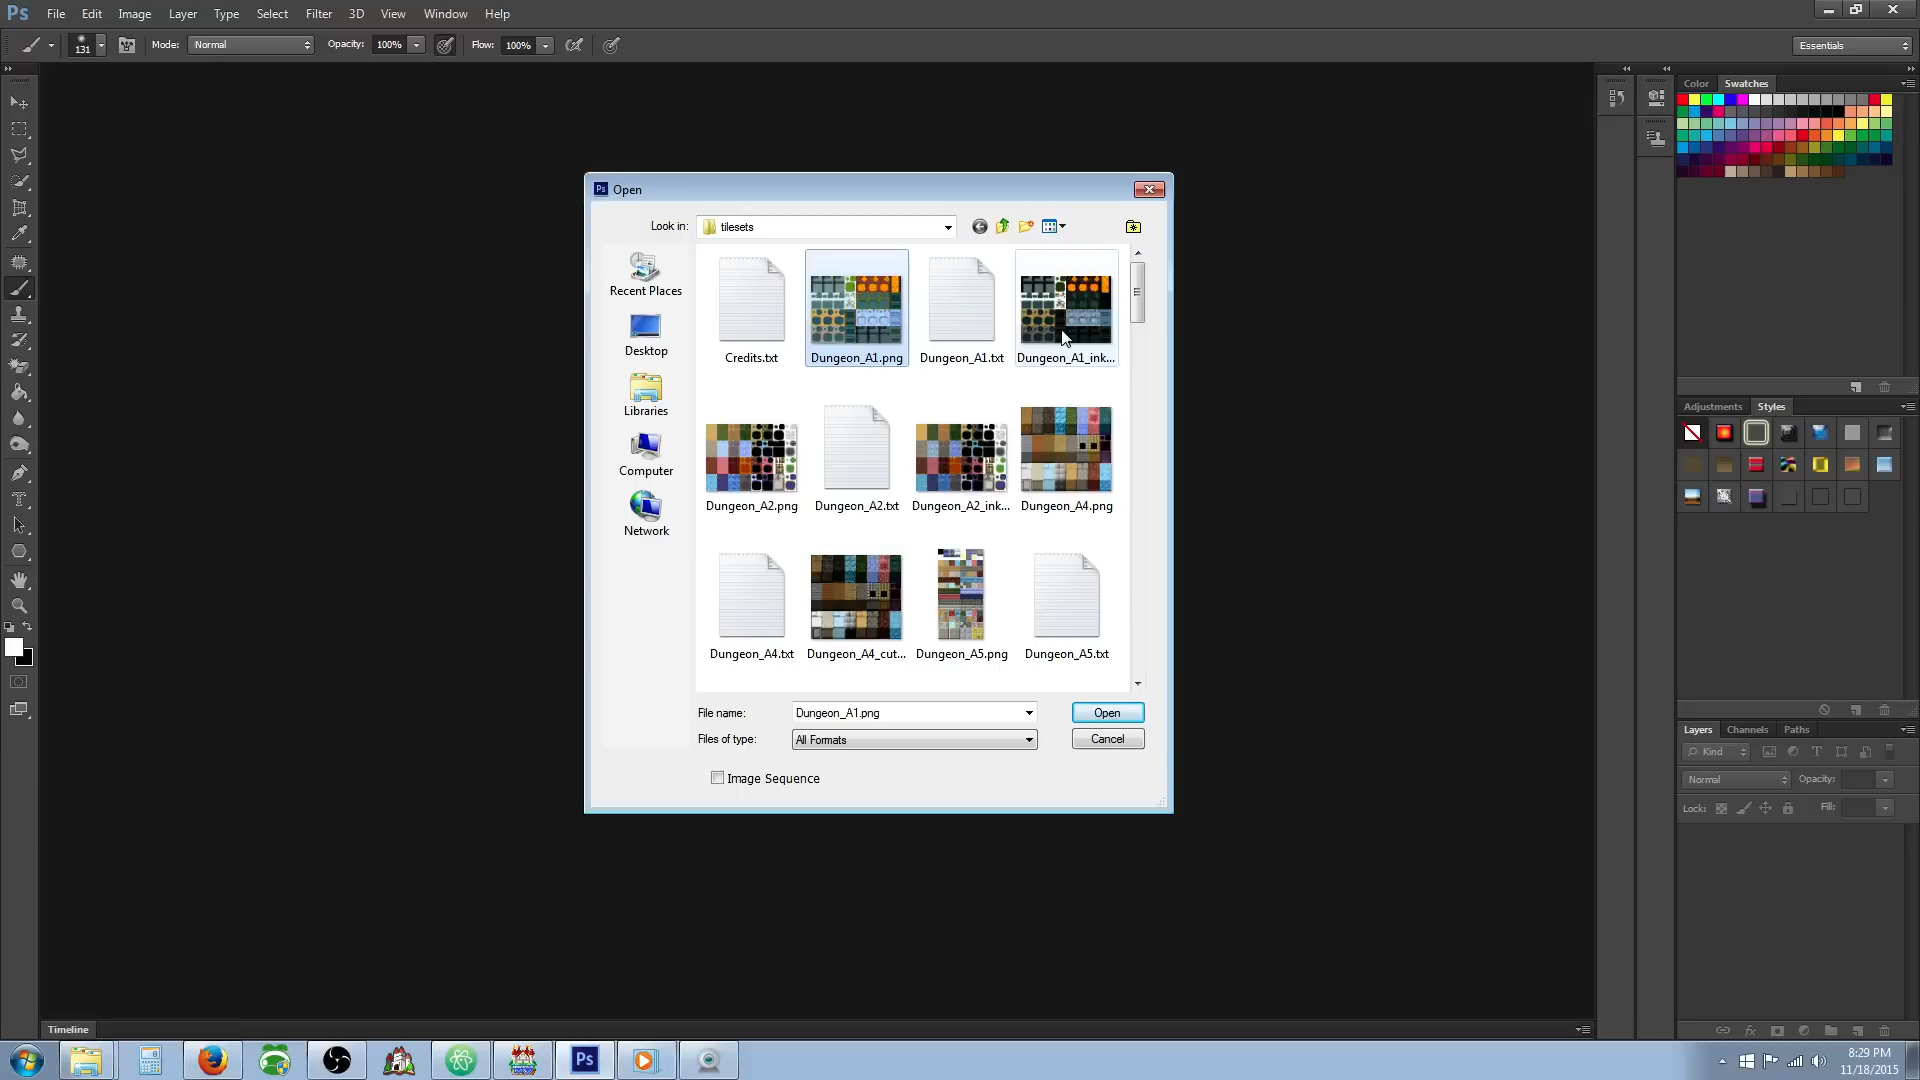 Ps File Edit Image Layer Type Select Filter 3D View Window Help
131 Mode: Normal Opacity: 100% Flow: 100% Essentials
Color Swatches
Ps Open
Look in: tilesets
Recent Places
Desktop
Libraries
Computer
Network
Credits.txt Dungeon_A1.png Dungeon_A1.txt Dungeon_A1_ink...
Dungeon_A2.png Dungeon_A2.txt Dungeon_A2_ink... Dungeon_A4.png
Dungeon_A4.txt Dungeon_A4_cut... Dungeon_A5.png Dungeon_A5.txt
File name: Dungeon_A1.png Open
Files of type: All Formats Cancel
Image Sequence
Adjustments Styles
Layers Channels Paths
Kind
Normal Opacity:
Lock: Fill:
Timeline
Ps
8:29 PM
11/18/2015